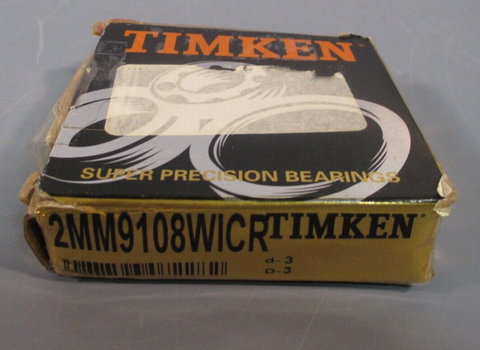 TIMKEN
SUPER PRECISION BEARINGS
2MM9108WICR TIMKEN
d-3
D-3